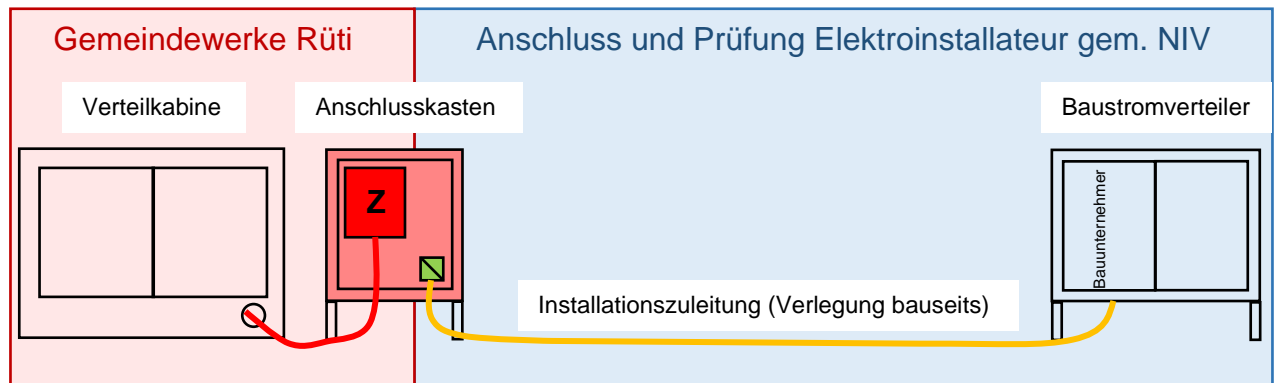 Gemeindewerke Rüti
Anschluss und Prüfung Elektroinstallateur gem. NIV
Verteilkabine
Anschlusskasten
Baustromverteiler
Z
Bauunternehmer
Installationszuleitung (Verlegung bauseits)